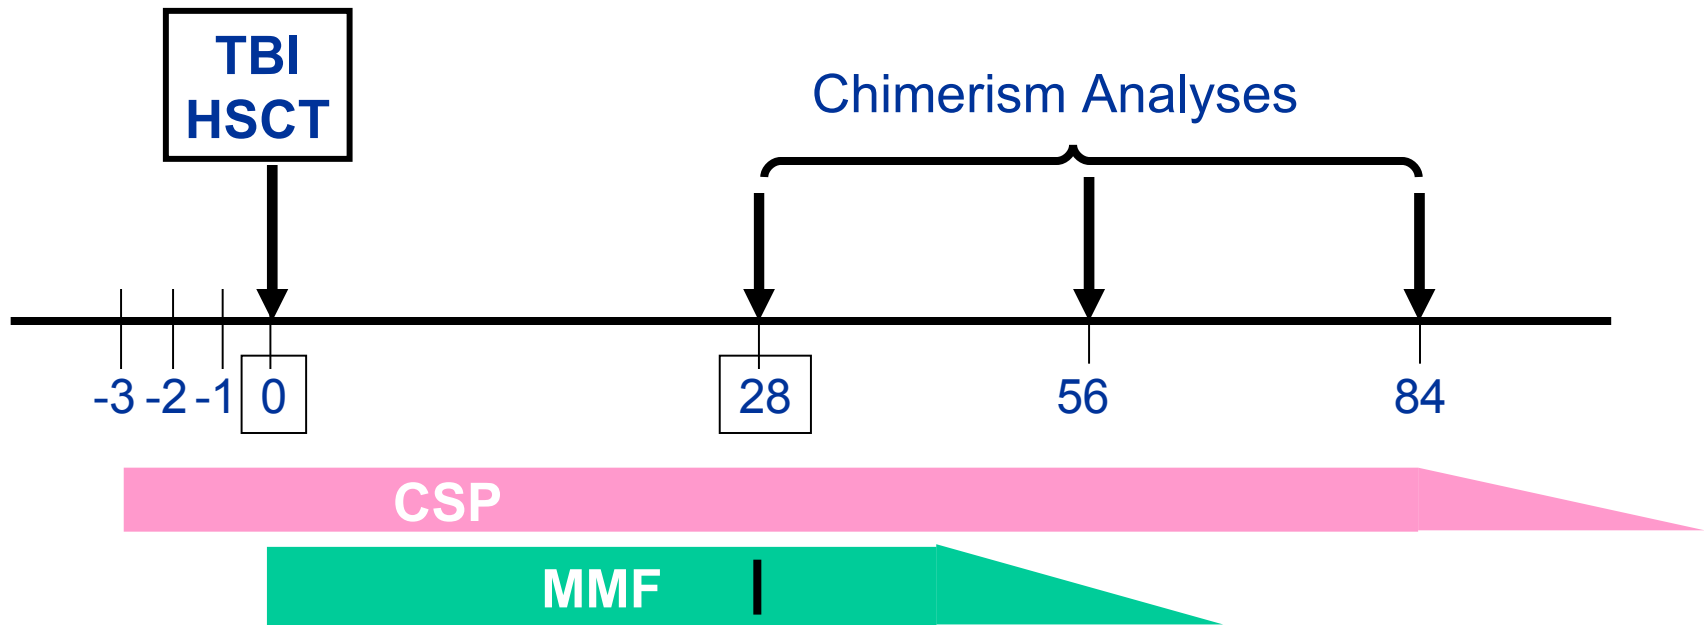 TBI
HSCT
Chimerism Analyses
-3 -2 -1 0 28 56 84
CSP
MMF